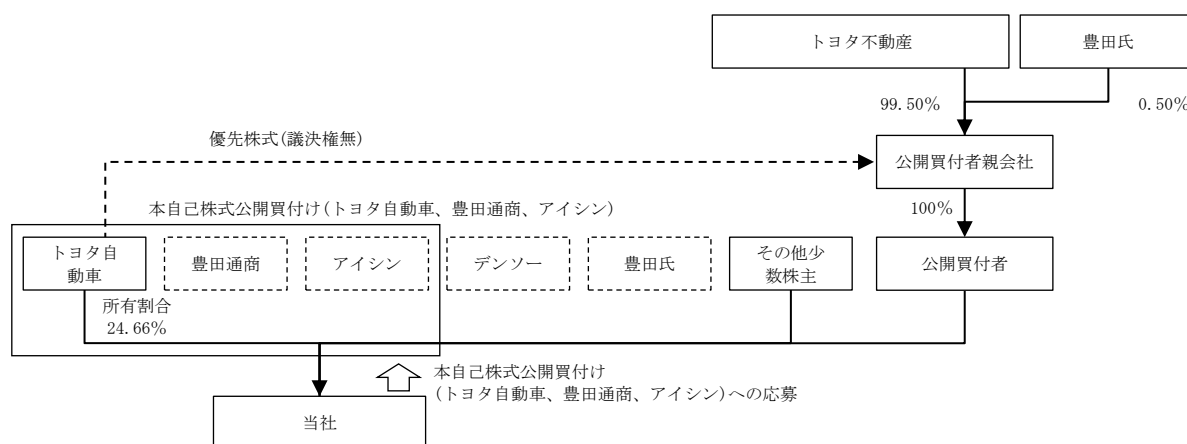 トヨタ不動産
豊田氏
99.50%
0.50%
優先株式(議決権無)
公開買付者親会社
本自己株式公開買付け(トヨタ自動車、豊田通商、アイシン)
100%
トヨタ自
動車
豊田通商
アイシン
デンソー
豊田氏
その他少
数株主
公開買付者
所有割合
24.66%
本自己株式公開買付け
(トヨタ自動車、豊田通商、アイシン)への応募
当社